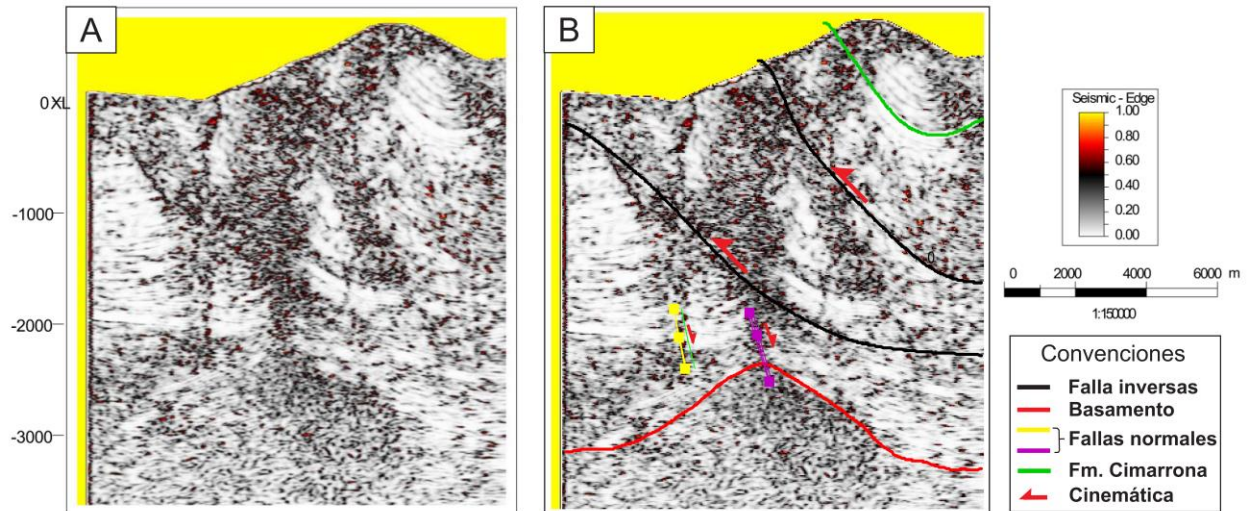 A
B
0 XL
-1000
-2000
-3000
0
Seismic - Edge
1.00
0.80
0.60
0.40
0.20
0.00
0 2000 4000 6000 m
1:150000
Convenciones
Falla inversas
Basamento
Fallas normales
Fm. Cimarrona
Cinemática